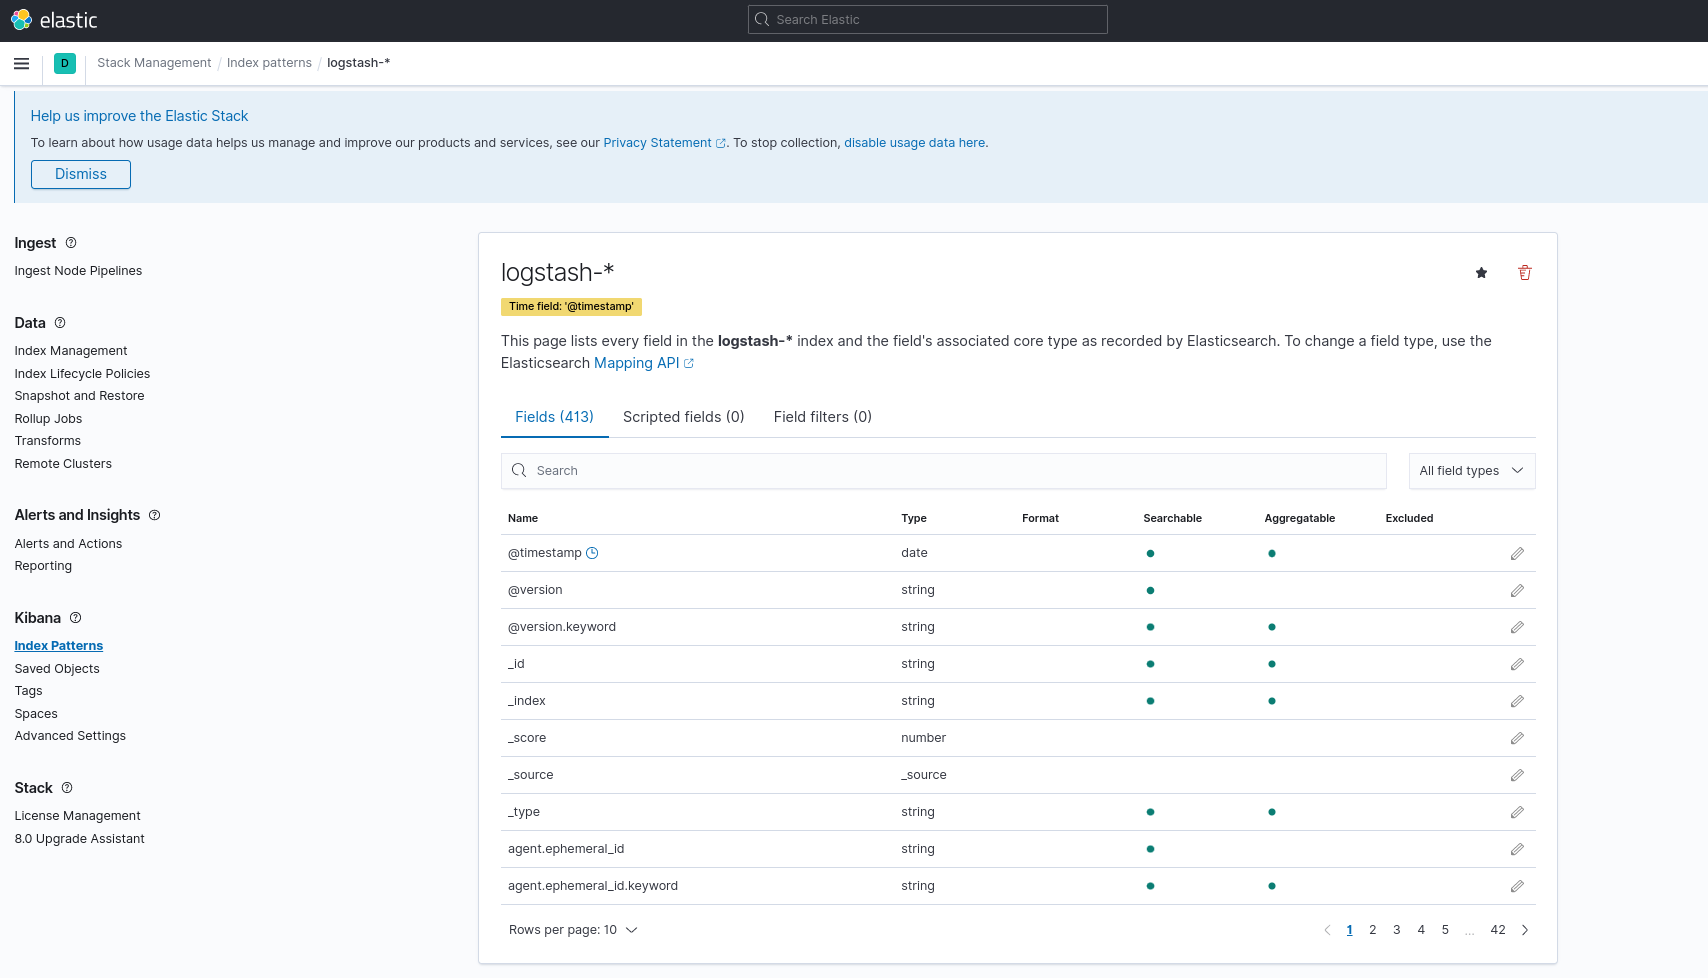 elastic
Search Elastic
D
Stack Management / Index patterns / logstash-*
Help us improve the Elastic Stack
To learn about how usage data helps us manage and improve our products and services, see our Privacy Statement. To stop collection, disable usage data here.
Dismiss
Ingest
Ingest Node Pipelines
Data
Index Management
Index Lifecycle Policies
Snapshot and Restore
Rollup Jobs
Transforms
Remote Clusters
Alerts and Insights
Alerts and Actions
Reporting
Kibana
Index Patterns
Saved Objects
Tags
Spaces
Advanced Settings
Stack
License Management
8.0 Upgrade Assistant
logstash-*
Time field: '@timestamp'
This page lists every field in the logstash-* index and the field's associated core type as recorded by Elasticsearch. To change a field type, use the
Elasticsearch Mapping API
Fields (413) Scripted fields (0) Field filters (0)
Search
All field types
Name Type Format Searchable Aggregatable Excluded
@timestamp date
@version string
@version.keyword string
_id string
_index string
_score number
_source _source
_type string
agent.ephemeral_id string
agent.ephemeral_id.keyword string
Rows per page: 10
1 2 3 4 5 ... 42